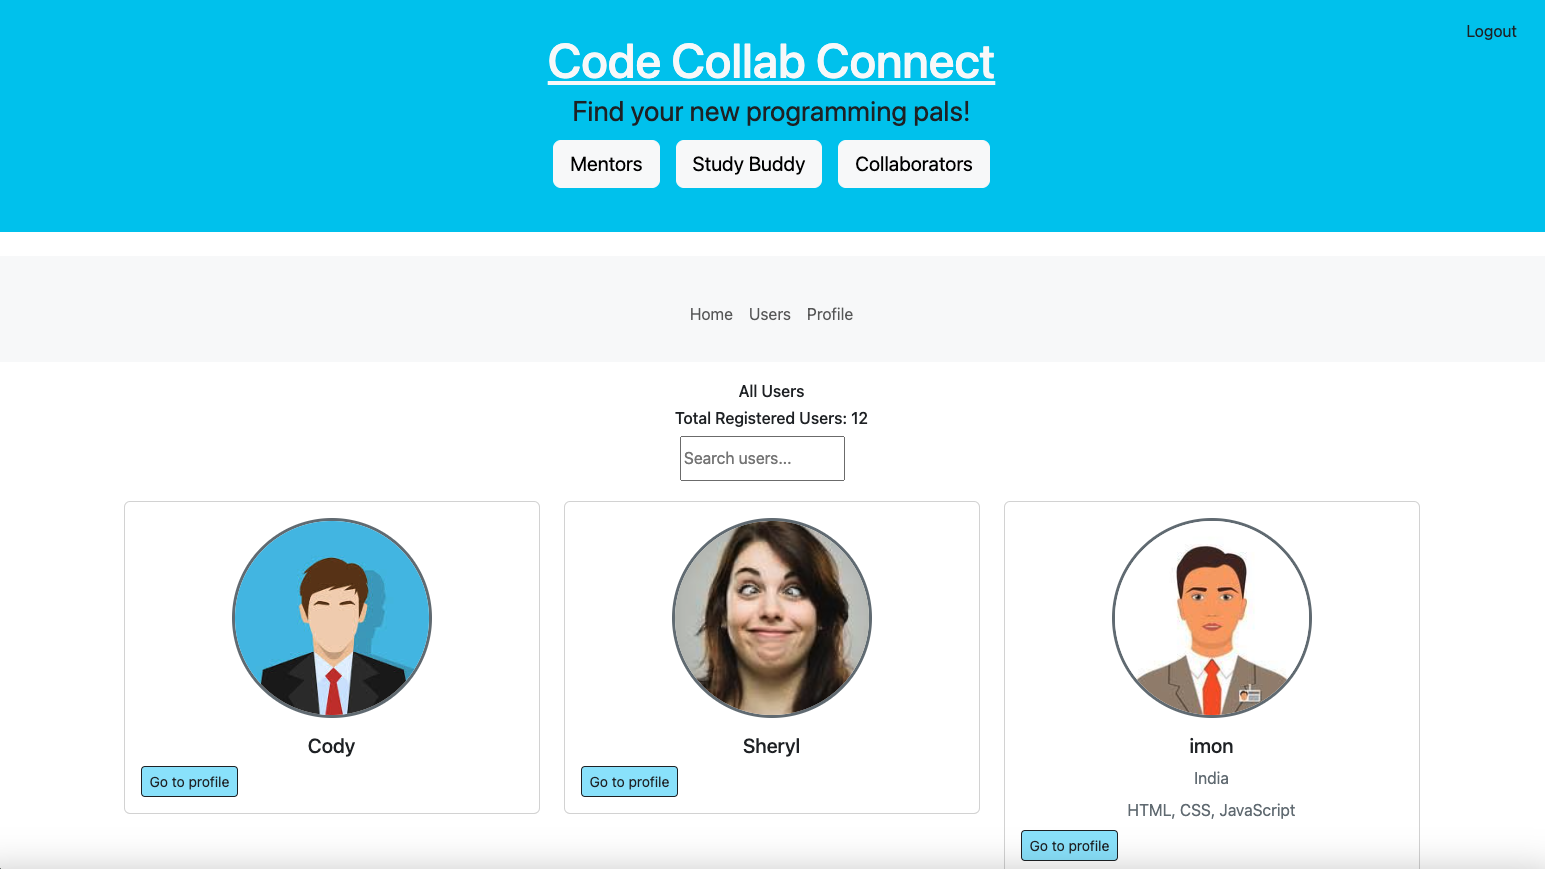 Logout
Code Collab Connect
Find your new programming pals!
Mentors Study Buddy Collaborators
Home Users Profile
All Users
Total Registered Users: 12
Search users...
Cody
Go to profile
Sheryl
Go to profile
imon
India
HTML, CSS, JavaScript
Go to profile